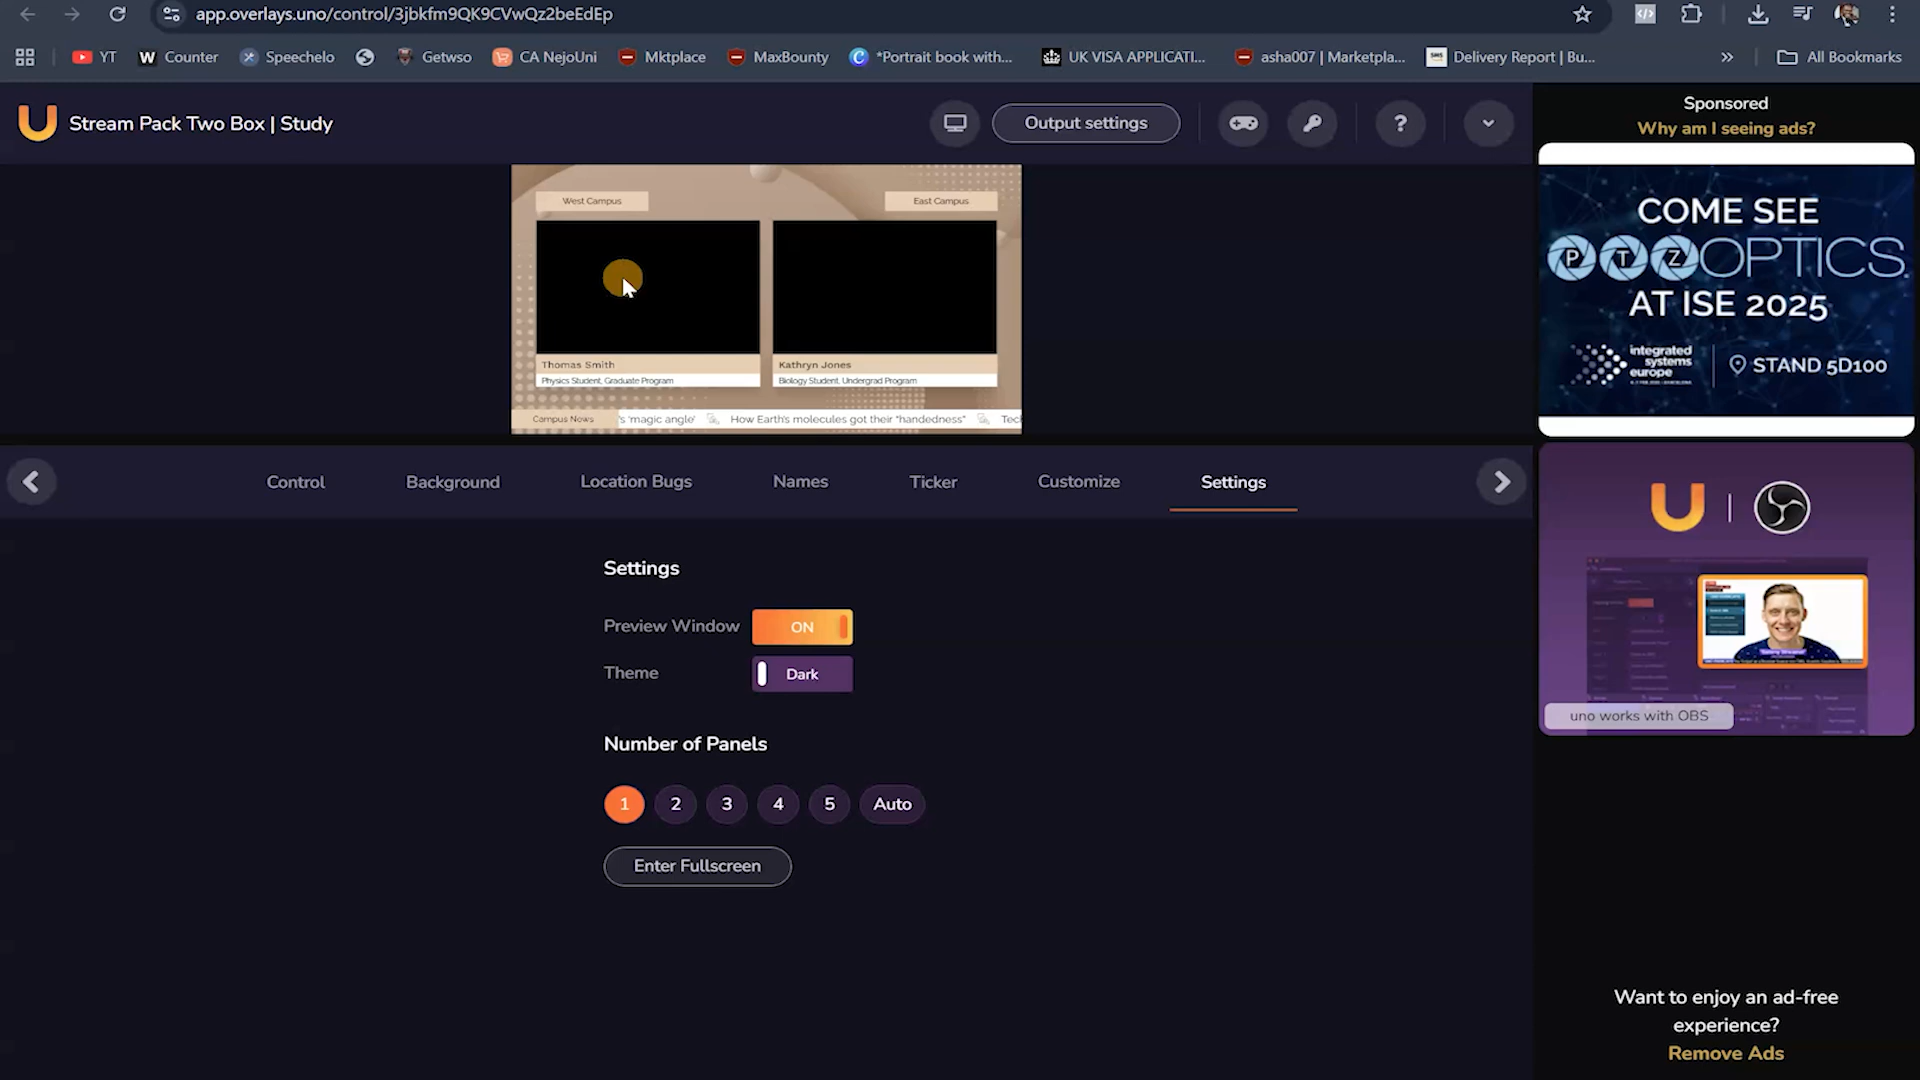 app.overlays.uno/control/3jbkfm9QK9CVwQz2beEdEp
YT
Counter
Speechelo
Getwso
CA NejoUni
Mktplace
MaxBounty
*Portrait book with...
UK VISA APPLICATI...
asha007 | Marketpla...
Delivery Report | Bu...
All Bookmarks
Stream Pack Two Box | Study
Output settings
?
Sponsored
Why am I seeing ads?
West Campus
East Campus
Thomas Smith
Physics Student, Graduate Program
Kathryn Jones
Biology Student, Undergrad Program
Campus News
's 'magic angle'
How Earth's molecules got their "handedness"
Tec
COME SEE
PTZOPTICS
AT ISE 2025
integrated
systems
europe
STAND 5D100
Control
Background
Location Bugs
Names
Ticker
Customize
Settings
Settings
Preview Window
ON
Theme
Dark
Number of Panels
1
2
3
4
5
Auto
Enter Fullscreen
uno works with OBS
Want to enjoy an ad-free
experience?
Remove Ads